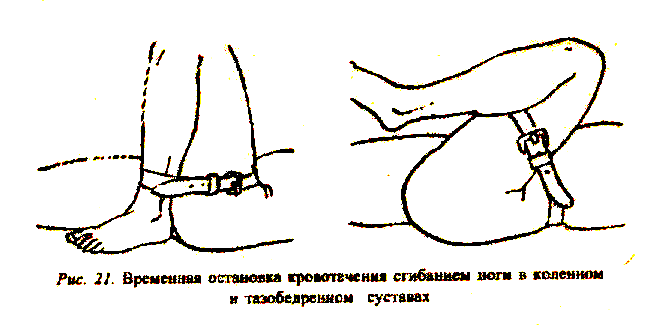 Рис. 21. Временная остановка кровотечения сгибанием ноги в коленном
и тазобедренном суставах